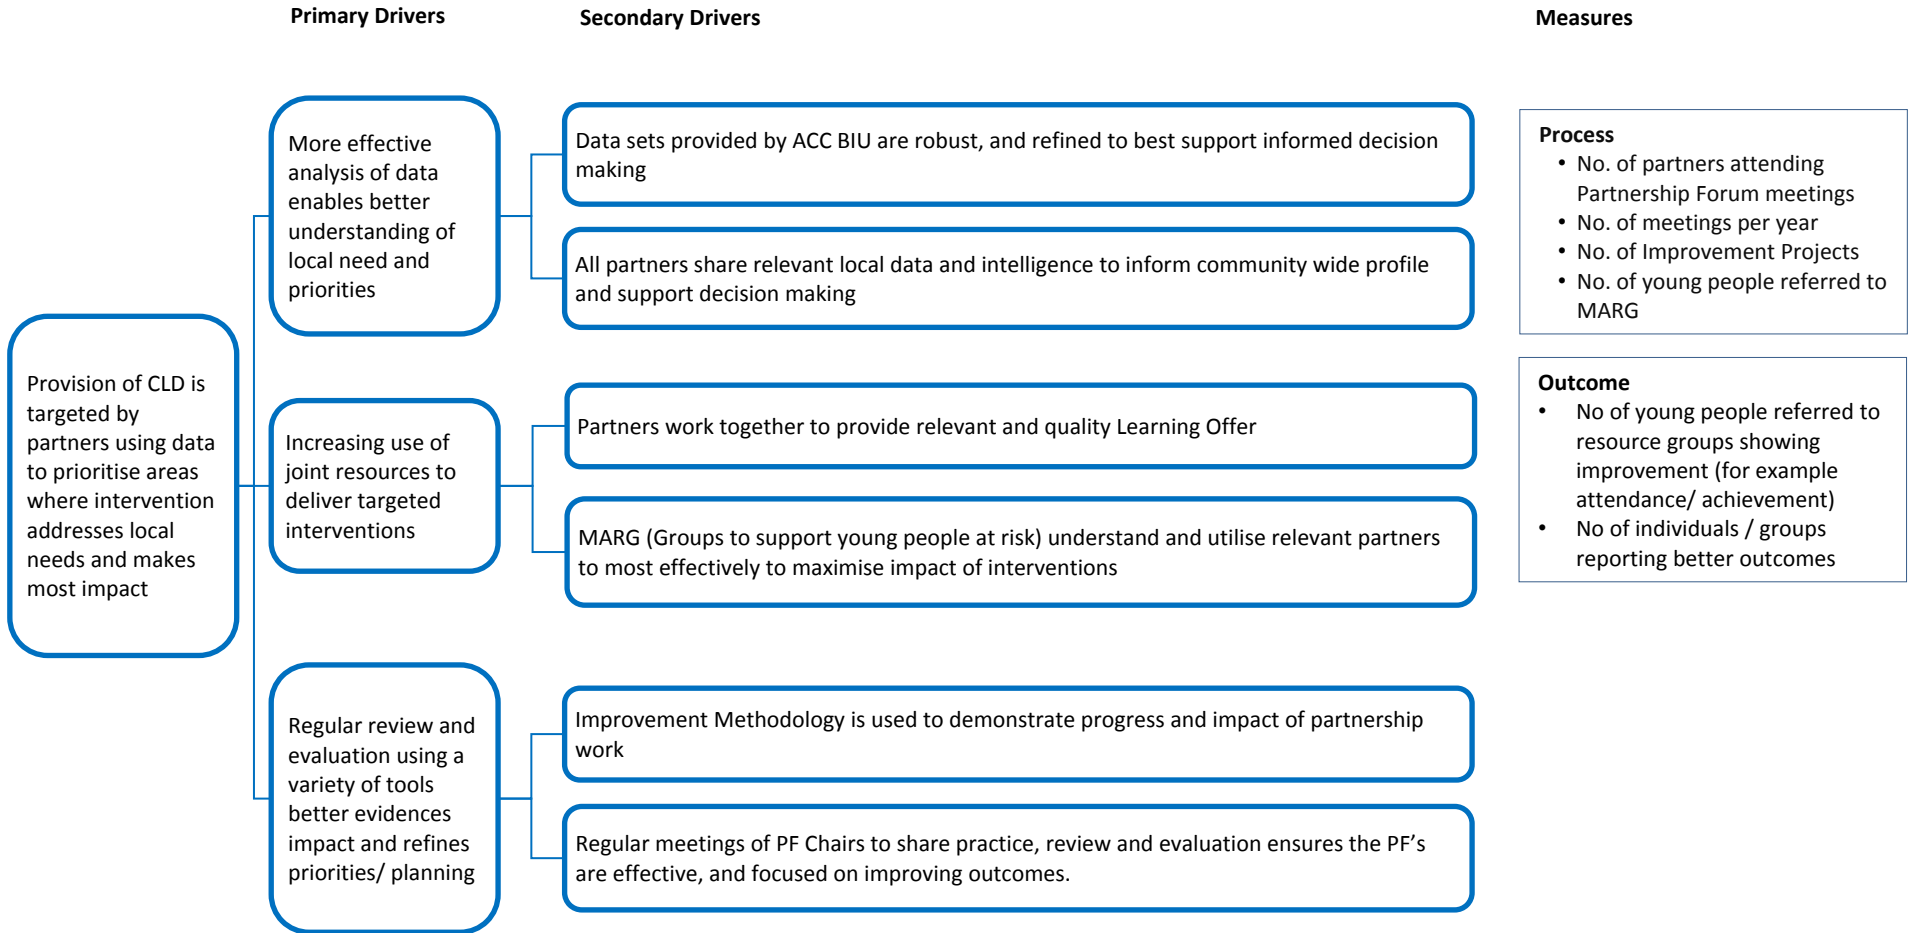 Primary Drivers
Secondary Drivers
Measures
Provision of CLD is
targeted by
partners using data
to prioritise areas
where intervention
addresses local
needs and makes
most impact
More effective
analysis of data
enables better
understanding of
local need and
priorities
Data sets provided by ACC BIU are robust, and refined to best support informed decision
making
All partners share relevant local data and intelligence to inform community wide profile
and support decision making
Increasing use of
joint resources to
deliver targeted
interventions
Partners work together to provide relevant and quality Learning Offer
MARG (Groups to support young people at risk) understand and utilise relevant partners
to most effectively to maximise impact of interventions
Regular review and
evaluation using a
variety of tools
better evidences
impact and refines
priorities/ planning
Improvement Methodology is used to demonstrate progress and impact of partnership
work
Regular meetings of PF Chairs to share practice, review and evaluation ensures the PF’s
are effective, and focused on improving outcomes.
Process
• No. of partners attending
Partnership Forum meetings
• No. of meetings per year
• No. of Improvement Projects
• No. of young people referred to
MARG
Outcome
• No of young people referred to
resource groups showing
improvement (for example
attendance/ achievement)
• No of individuals / groups
reporting better outcomes